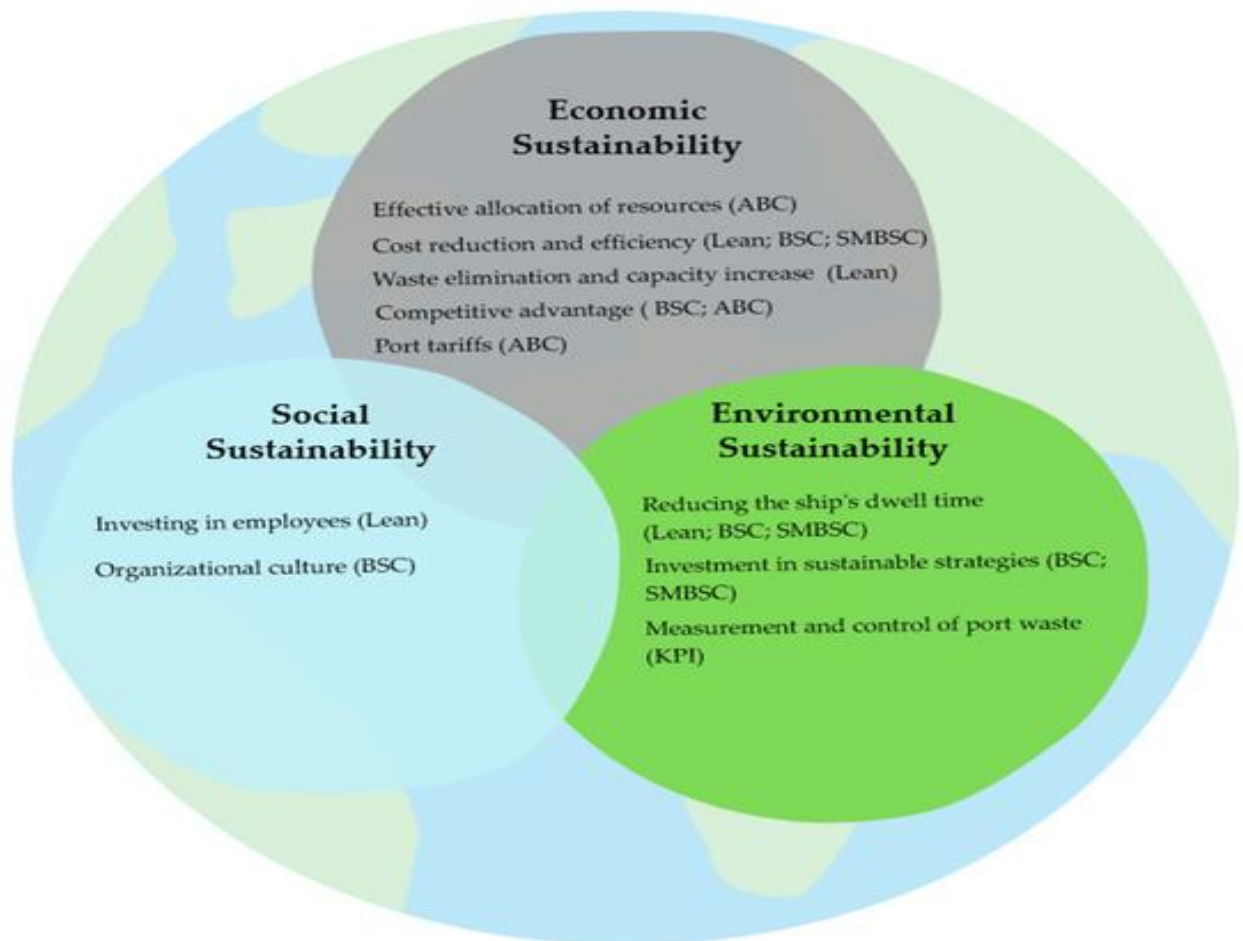 Economic
Sustainability
Effective allocation of resources (ABC)
Cost reduction and efficiency (Lean; BSC; SMBSC)
Waste elimination and capacity increase (Lean)
Competitive advantage ( BSC; ABC)
Port tariffs (ABC)
Social
Sustainability
Investing in employees (Lean)
Organizational culture (BSC)
Environmental
Sustainability
Reducing the ship's dwell time
(Lean; BSC; SMBSC)
Investment in sustainable strategies (BSC;
SMBSC)
Measurement and control of port waste
(KPI)